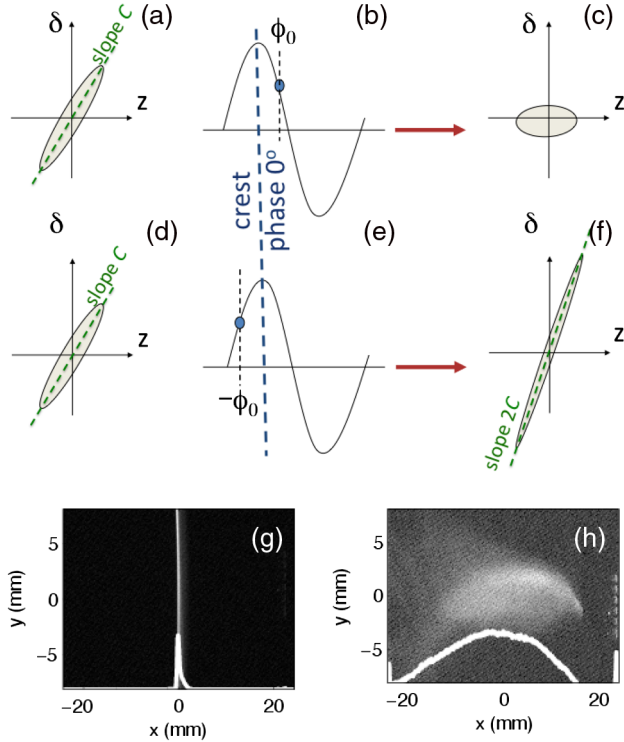 δ (a) (b) (c)
slope C
z
ϕ₀
δ
z
crest
phase 0°
δ (d) (e) (f)
slope C
z
−ϕ₀
δ
z
slope 2C
(g)
y (mm)
5
0
−5
−20 0 20
x (mm)
(h)
y (mm)
5
0
−5
−20 0 20
x (mm)